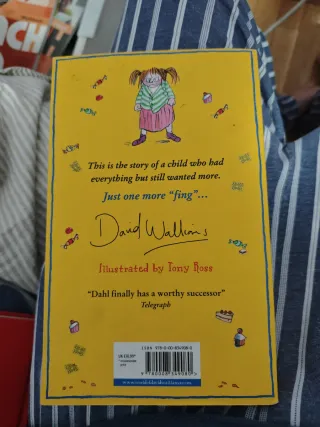 OCH
This is the story of a child who had
everything but still wanted more.
Just one more “fing”...
David Walliams
Illustrated by Tony Ross
"Dahl finally has a worthy successor"
Telegraph